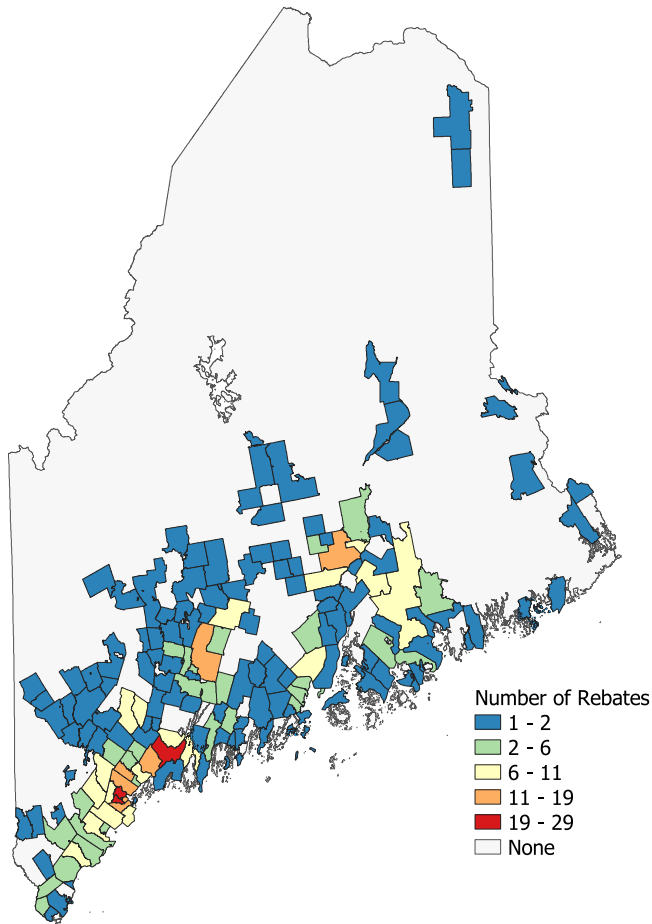 Number of Rebates
1 - 2
2 - 6
6 - 11
11 - 19
19 - 29
None